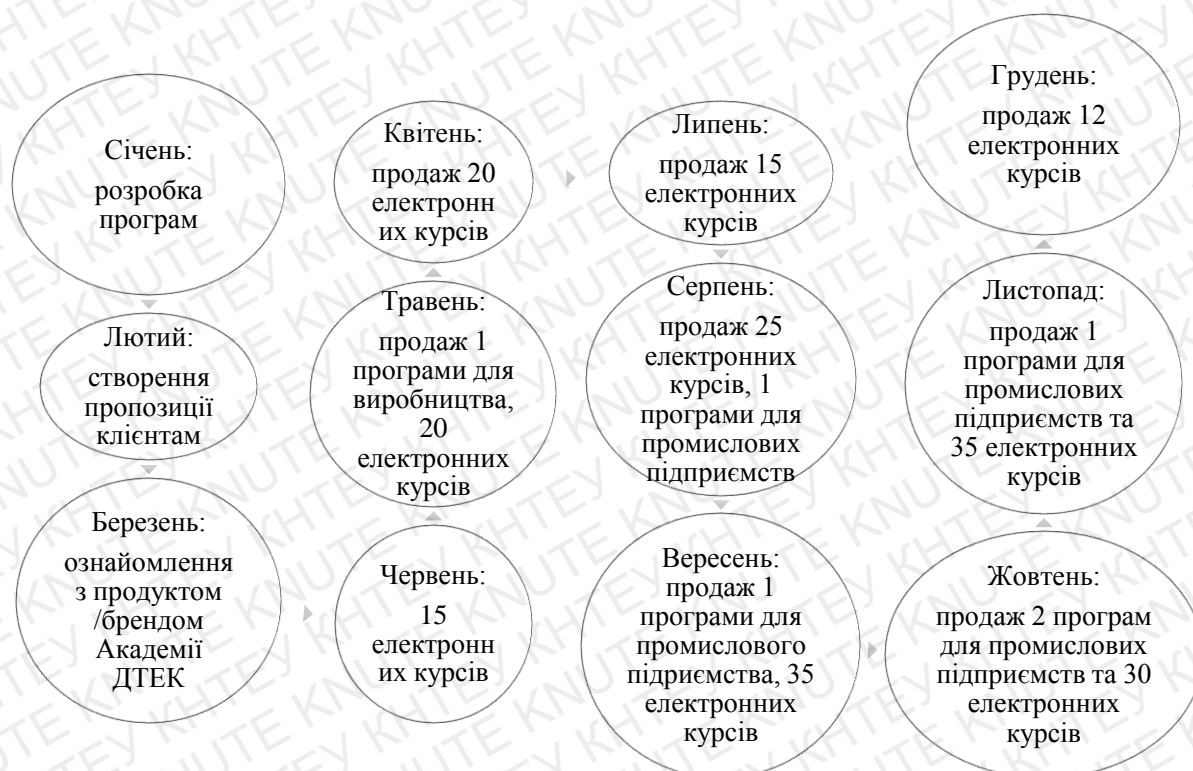 Січень:
розробка
програм
Лютий:
створення
пропозиції
клієнтам
Березень:
ознайомлення
з продуктом
/брендом
Академії
ДТЕК
Червень:
15
електронн
их курсів
Травень:
продаж 1
програми для
виробництва,
20
електронних
курсів
Квітень:
продаж 20
електронн
их курсів
Липень:
продаж 15
електронних
курсів
Серпень:
продаж 25
електронних
курсів, 1
програми для
промислових
підприємств
Вересень:
продаж 1
програми для
промислового
підриємства, 35
електронних
курсів
Жовтень:
продаж 2 програм
для промислових
підприємств та 30
електронних
курсів
Листопад:
продаж 1
програми для
промислових
підприємств та
35 електронних
курсів
Грудень:
продаж 12
електронних
курсів